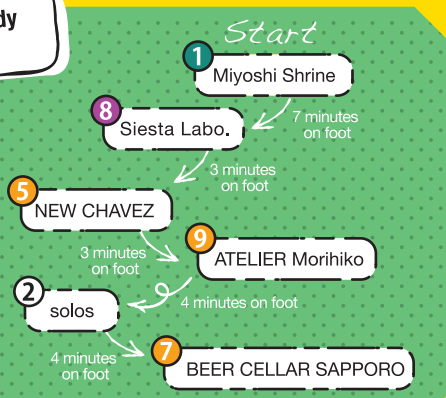 dy
Start
1
Miyoshi Shrine
7 minutes
on foot
8
Siesta Labo.
3 minutes
on foot
5
NEW CHAVEZ
3 minutes
on foot
9
ATELIER Morihiko
4 minutes on foot
2
solos
4 minutes
on foot
7
BEER CELLAR SAPPORO